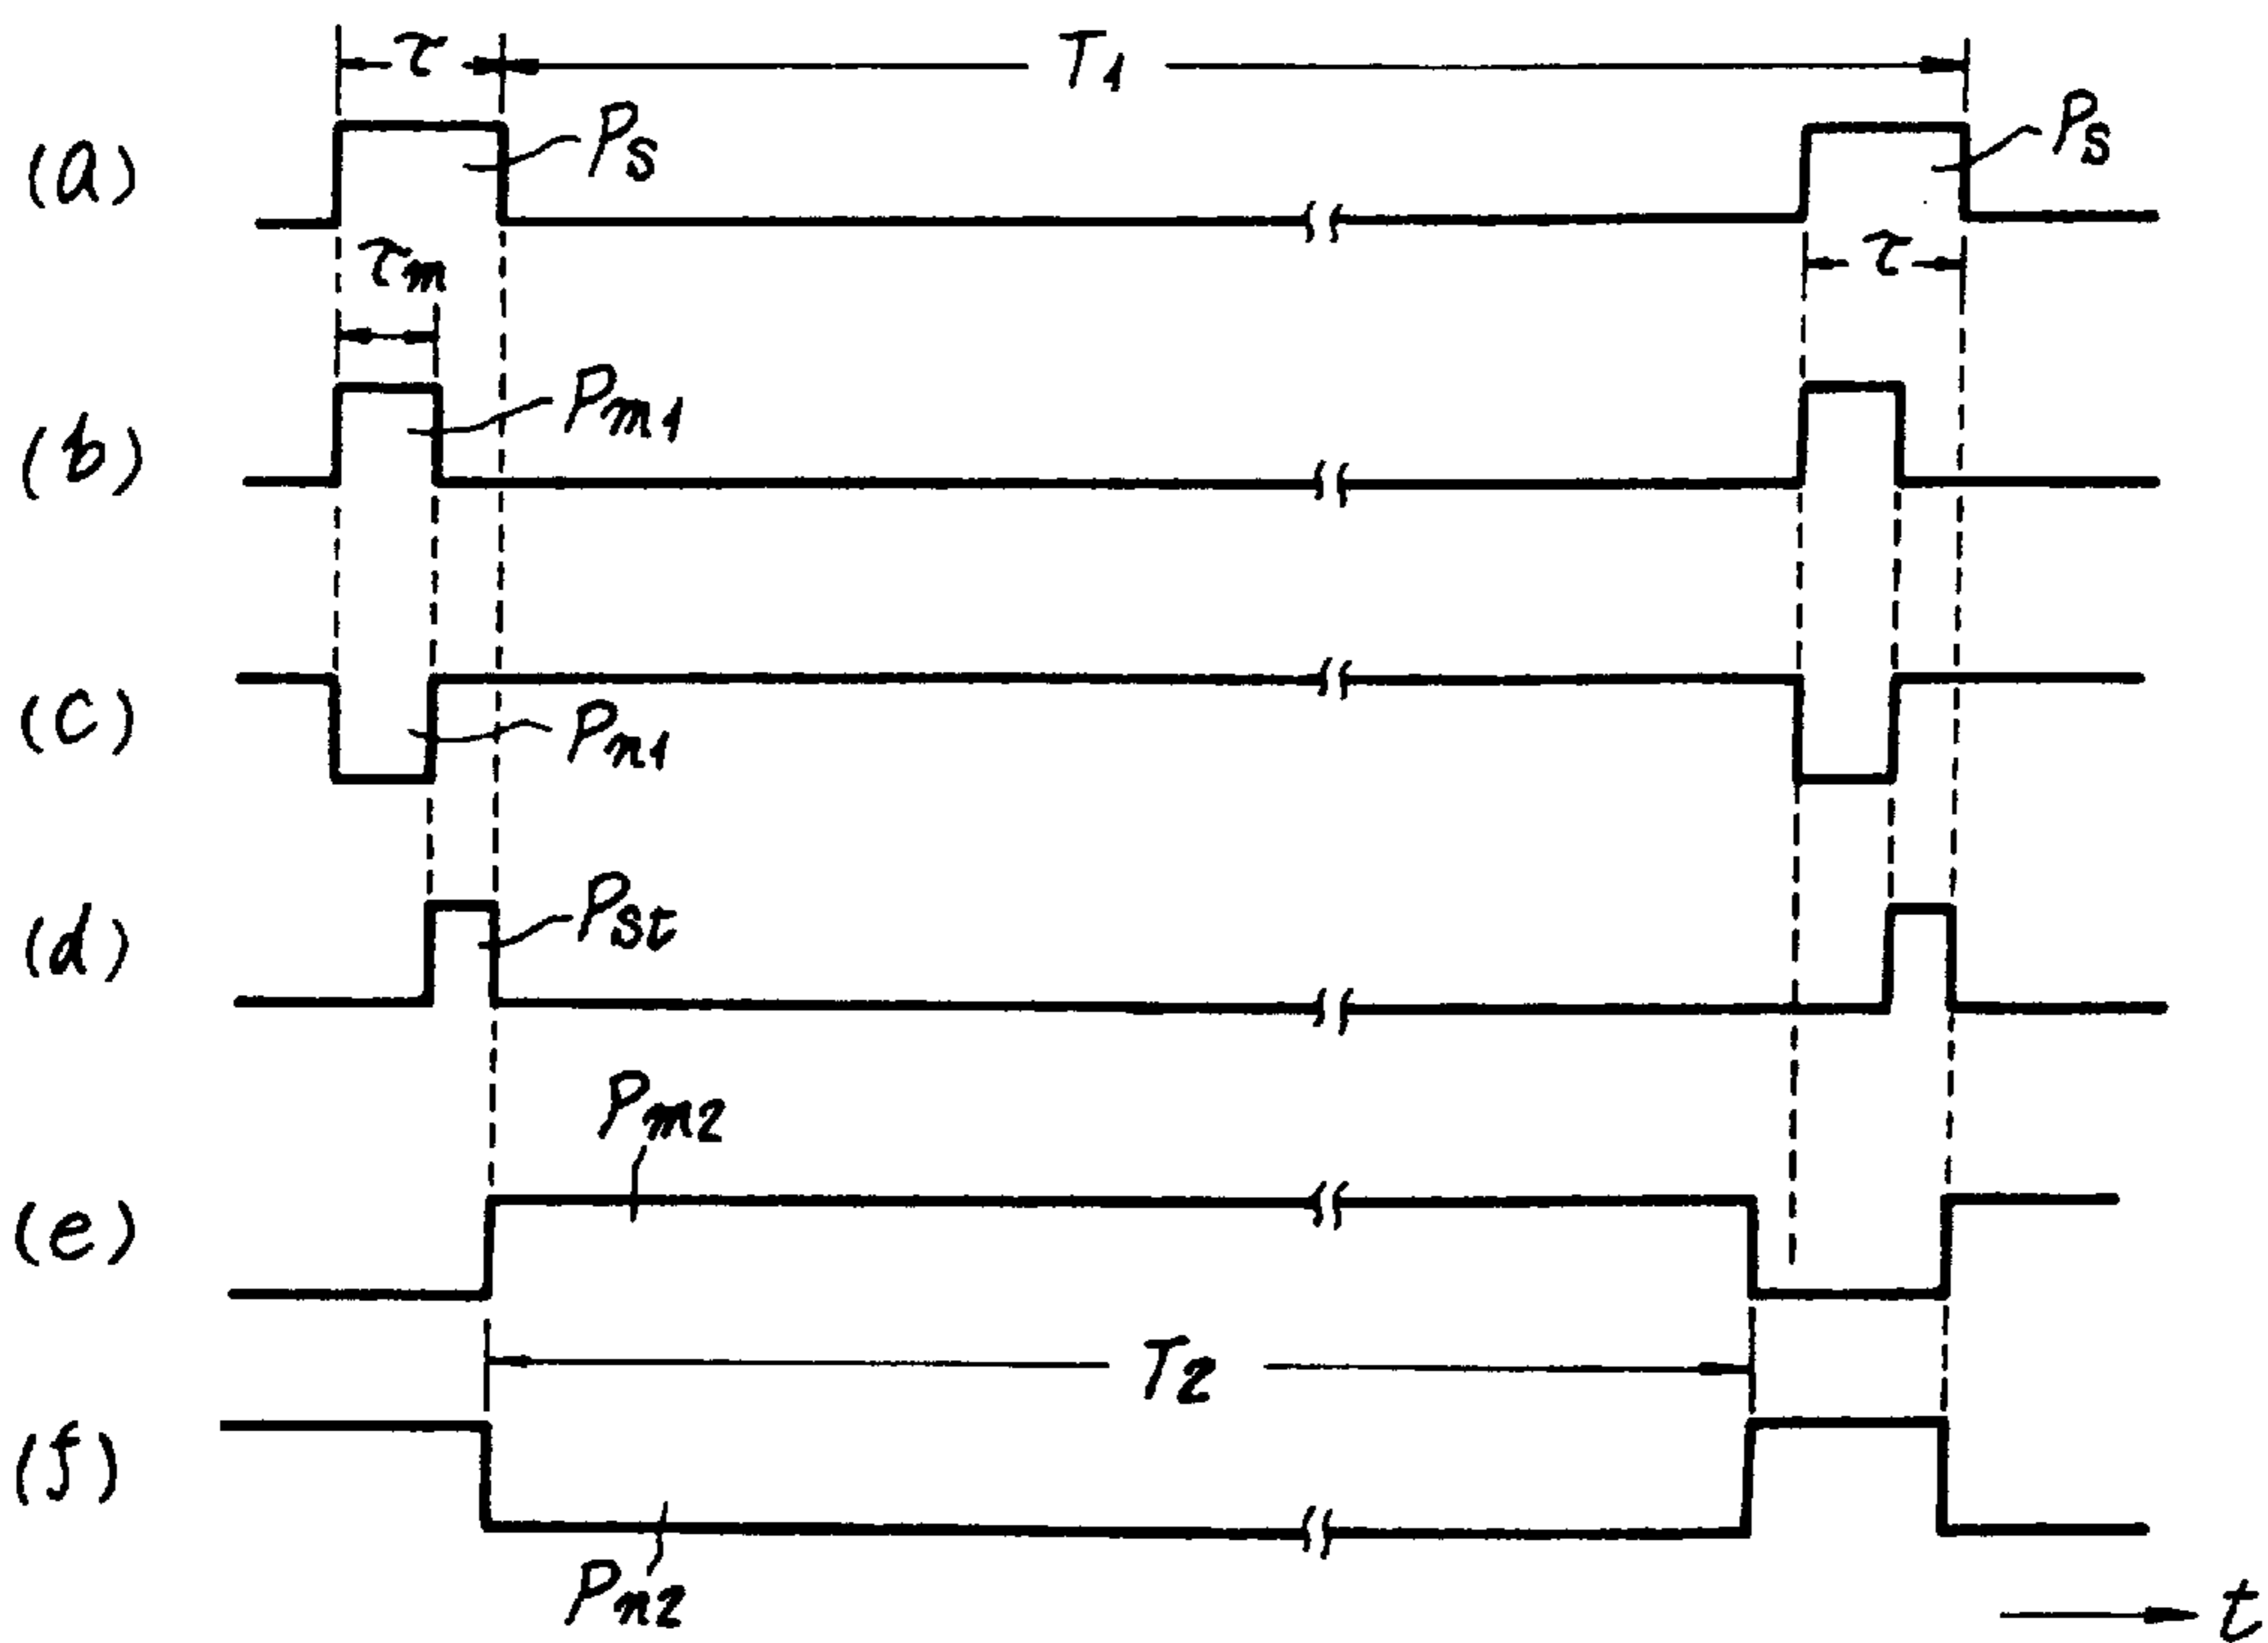 τ T1
(a) Ps Ps
τm τ
(b) Pm1
(c) Pn1
(d) Pst
Pm2
(e)
T2
(f)
Pn2
t